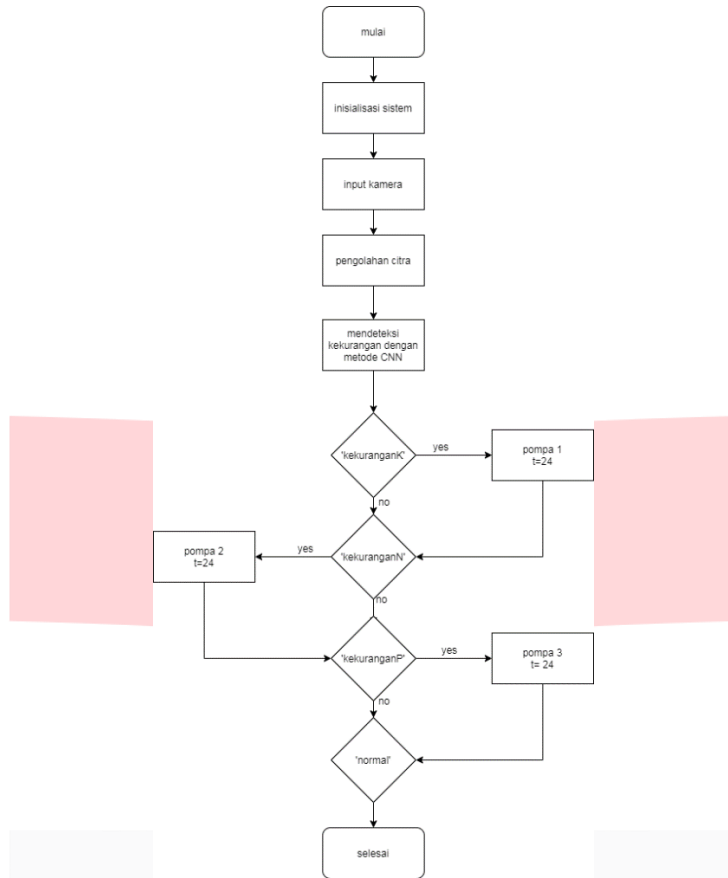 mulai
inisialisasi sistem
input kamera
pengolahan citra
mendeteksi
kekurangan dengan
metode CNN
'kekuranganK'
yes
pompa 1
t=24
no
pompa 2
t=24
yes
'kekuranganN'
no
'kekuranganP'
yes
pompa 3
t= 24
no
'normal'
selesai